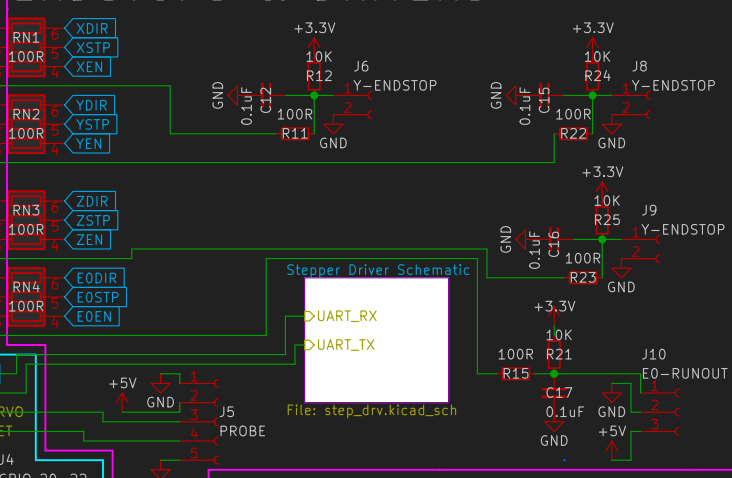 RN1
100R
6
5
4
XDIR
XSTP
XEN
RN2
100R
6
5
4
YDIR
YSTP
YEN
RN3
100R
6
5
4
ZDIR
ZSTP
ZEN
RN4
100R
6
5
4
E0DIR
E0STP
E0EN
+3.3V
10K
R12
J6
Y-ENDSTOP
1
2
GND
GND
0.1uF
C12
100R
R11
+3.3V
10K
R24
J8
Y-ENDSTOP
1
2
GND
GND
0.1uF
C15
100R
R22
+3.3V
10K
R25
J9
Y-ENDSTOP
1
2
GND
GND
0.1uF
C16
100R
R23
Stepper Driver Schematic
UART_RX
UART_TX
File: step_drv.kicad_sch
+3.3V
10K
R21
100R
R15
C17
0.1uF
GND
J10
E0-RUNOUT
1
2
3
GND
+5V
+5V
GND
1
2
3
4
5
J5
PROBE